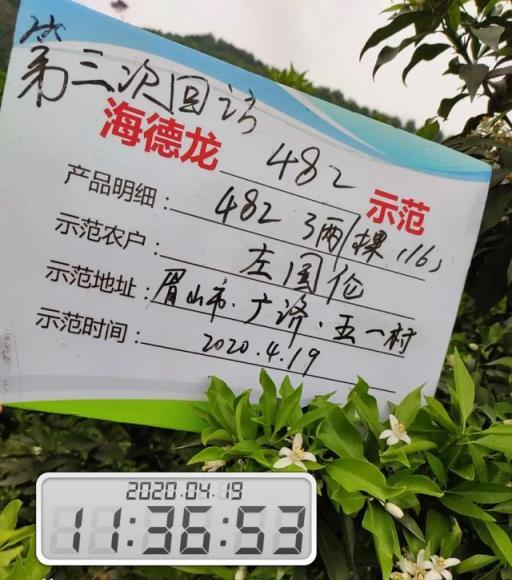 第三次回访
海德龙 482 示范
产品明细: 482 3两/棵 (16)
示范农户: 庄国伦
示范地址: 眉山市.广济.五一村
示范时间: 2020.4.19
2020.04.19
11:36:53